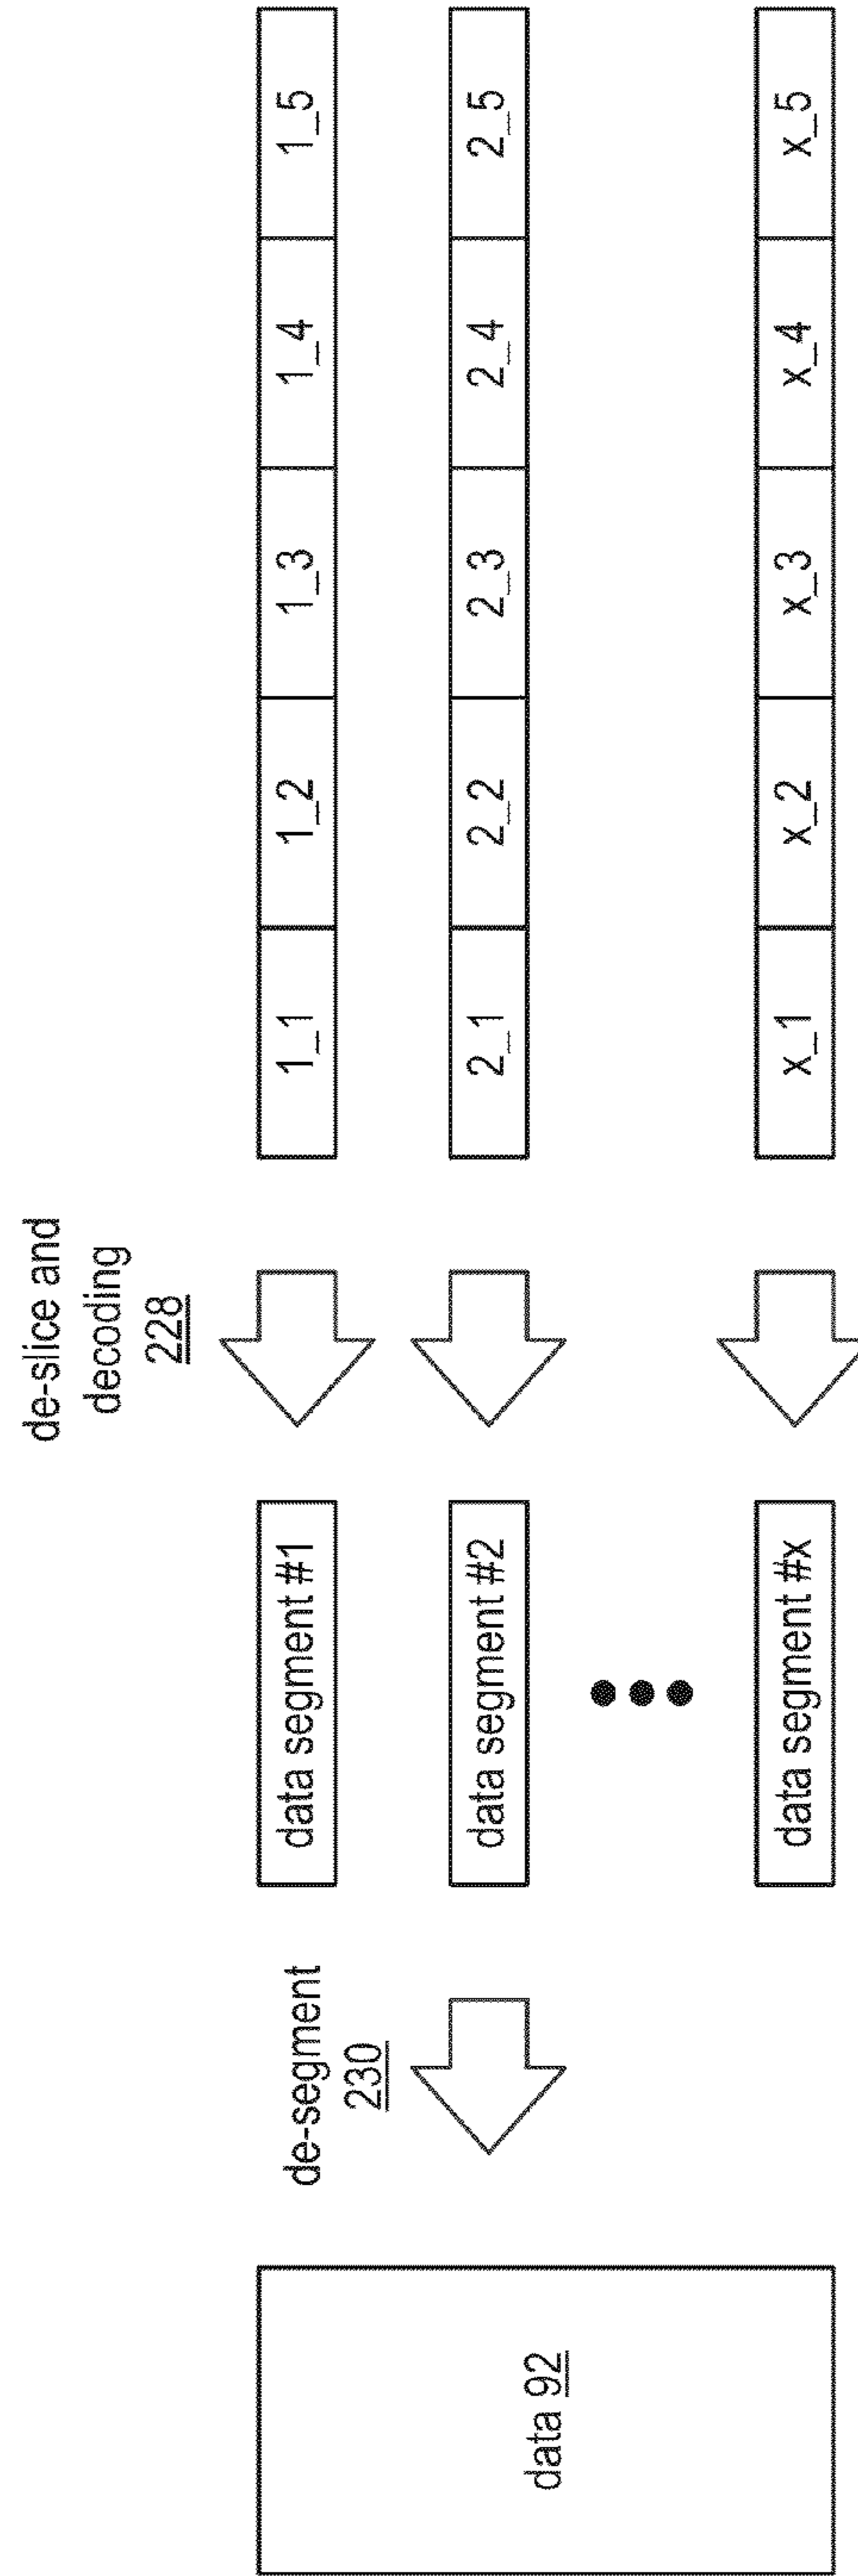 de-slice and
decoding
228
de-segment
230
data 92
data segment #1
1_1 1_2 1_3 1_4 1_5
data segment #2
2_1 2_2 2_3 2_4 2_5
data segment #x
x_1 x_2 x_3 x_4 x_5